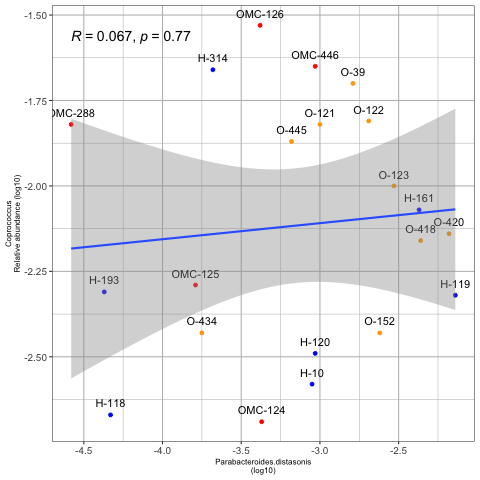 OMC-126
R = 0.067, p = 0.77
H-314
OMC-446
O-39
OMC-288
O-121
O-122
O-445
O-123
H-161
O-418
O-420
H-193
OMC-125
H-119
O-434
O-152
H-120
H-10
H-118
OMC-124
-1.50
-1.75
-2.00
-2.25
-2.50
Coprococcus
Relative abundance (log10)
-4.5
-4.0
-3.5
-3.0
-2.5
Parabacteroides.distasonis
(log10)